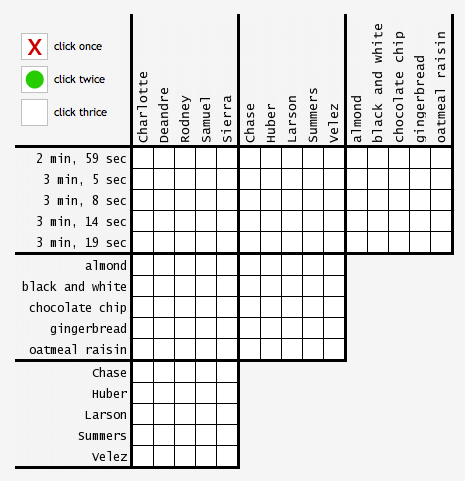 X click once
click twice
click thrice
Charlotte
Deandre
Rodney
Samuel
Sierra
Chase
Huber
Larson
Summers
Velez
almond
black and white
chocolate chip
gingerbread
oatmeal raisin
2 min, 59 sec
3 min, 5 sec
3 min, 8 sec
3 min, 14 sec
3 min, 19 sec
almond
black and white
chocolate chip
gingerbread
oatmeal raisin
Chase
Huber
Larson
Summers
Velez